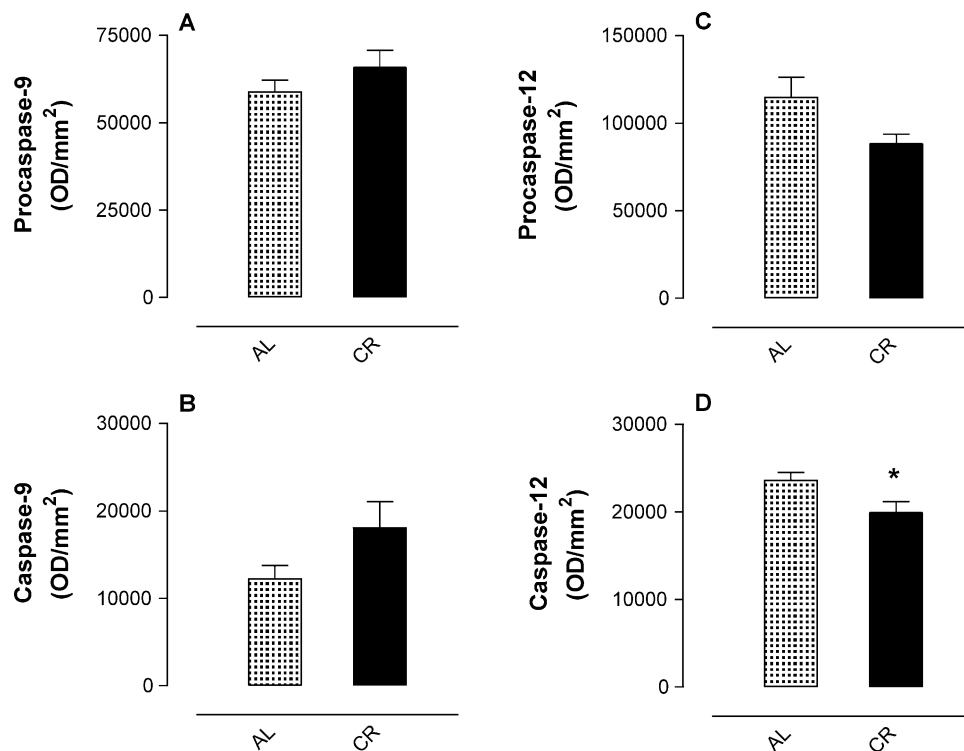 A
Procaspase-9
(OD/mm²)
75000
50000
25000
0
AL
CR
C
Procaspase-12
(OD/mm²)
150000
100000
50000
0
AL
CR
B
Caspase-9
(OD/mm²)
30000
20000
10000
0
AL
CR
D
Caspase-12
(OD/mm²)
30000
20000
10000
0
*
AL
CR